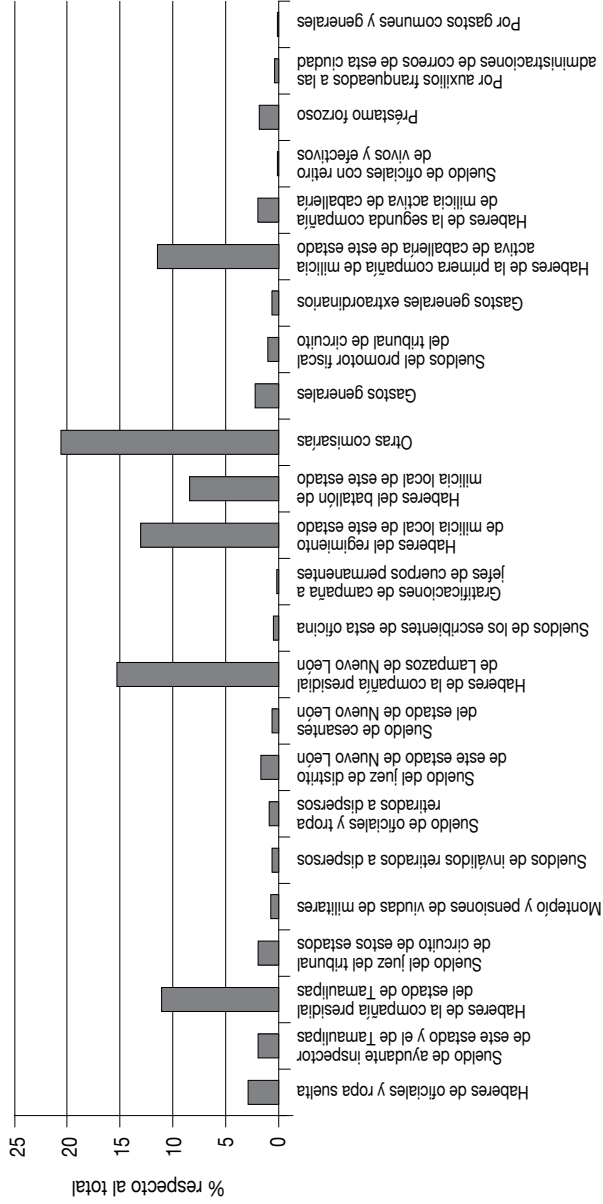 % respecto al total
25
20
15
10
5
0
Haberes de oficiales y ropa suelta
Sueldo de ayudante inspector
de este estado y el de Tamaulipas
Haberes de la compañía presidial
del estado de Tamaulipas
Sueldo del juez del tribunal
de circuito de estos estados
Montepío y pensiones de viudas de militares
Sueldos de inválidos retirados a dispersos
Sueldo de oficiales y tropa
retirados a dispersos
Sueldo del juez de distrito
de este estado de Nuevo León
Sueldo de cesantes
del estado de Nuevo León
Haberes de la compañía presidial
de Lampazos de Nuevo León
Sueldos de los escribientes de esta oficina
Gratificaciones de campaña a
jefes de cuerpos permanentes
Haberes del regimiento
de milicia local de este estado
Haberes del batallón de
milicia local de este estado
Otras comisarías
Gastos generales
Sueldos del promotor fiscal
del tribunal de circuito
Gastos generales extraordinarios
Haberes de la primera compañía de milicia
activa de caballería de este estado
Haberes de la segunda compañía
de milicia activa de caballería
Sueldo de oficiales con retiro
de vivos y efectivos
Préstamo forzoso
Por auxilios franqueados a las
administraciones de correos de esta ciudad
Por gastos comunes y generales